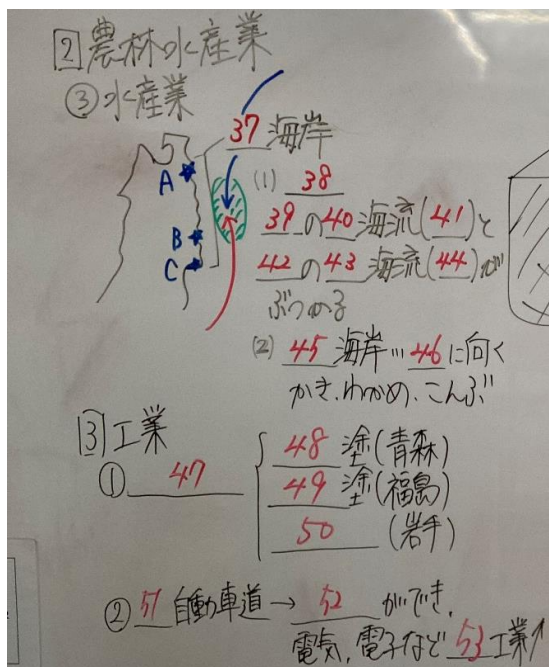 2 農林水産業
③ 水産業
37 海岸
A
B
C
(1) 38
39 の 40 海流(41)と
42 の 43 海流(44)が
ぶつかる
(2) 45 海岸…46 に向く
かき、わかめ、こんぶ
3 工業
① 47
48 塗(青森)
49 塗(福島)
50 (岩手)
② 51 自動車道→ 52 ができ、
電気、電子など 53 工業↑